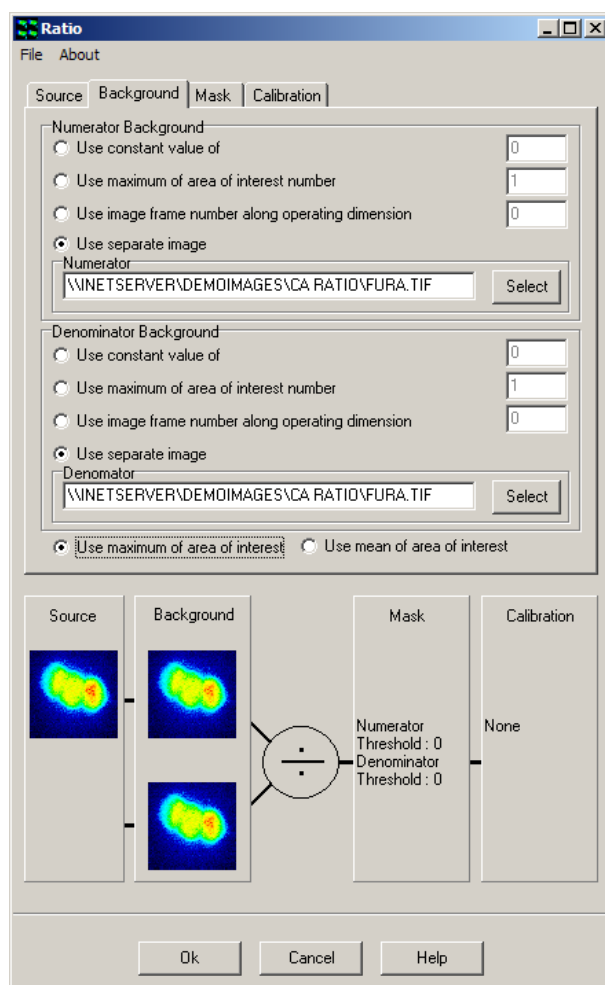 Ratio
File About
Source Background Mask Calibration
Numerator Background
Use constant value of 0
Use maximum of area of interest number 1
Use image frame number along operating dimension 0
Use separate image
Numerator
\\INETSERVER\DEMOIMAGES\CA RATIO\FURA.TIF Select
Denominator Background
Use constant value of 0
Use maximum of area of interest number 1
Use image frame number along operating dimension 0
Use separate image
Denomator
\\INETSERVER\DEMOIMAGES\CA RATIO\FURA.TIF Select
Use maximum of area of interest Use mean of area of interest
Source Background Mask Calibration
Numerator None
Threshold : 0
Denominator
Threshold : 0
Ok Cancel Help